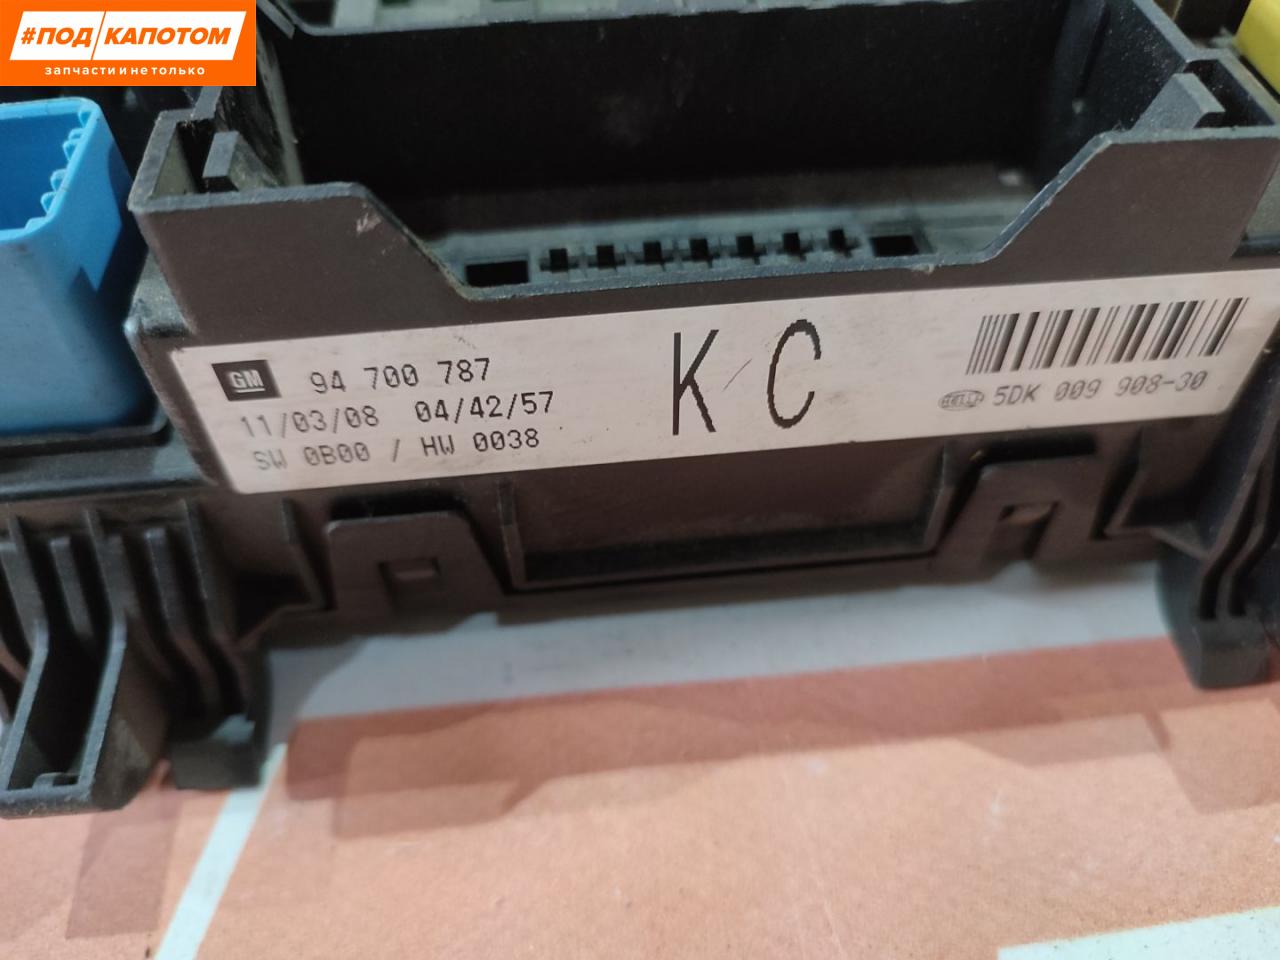 #ПОД КАПОТОМ
запчасти и не только
GM 94 700 787
11/03/08 04/42/57
SW 0B00 / HW 0038
K C
HELLA 5DK 009 908-30